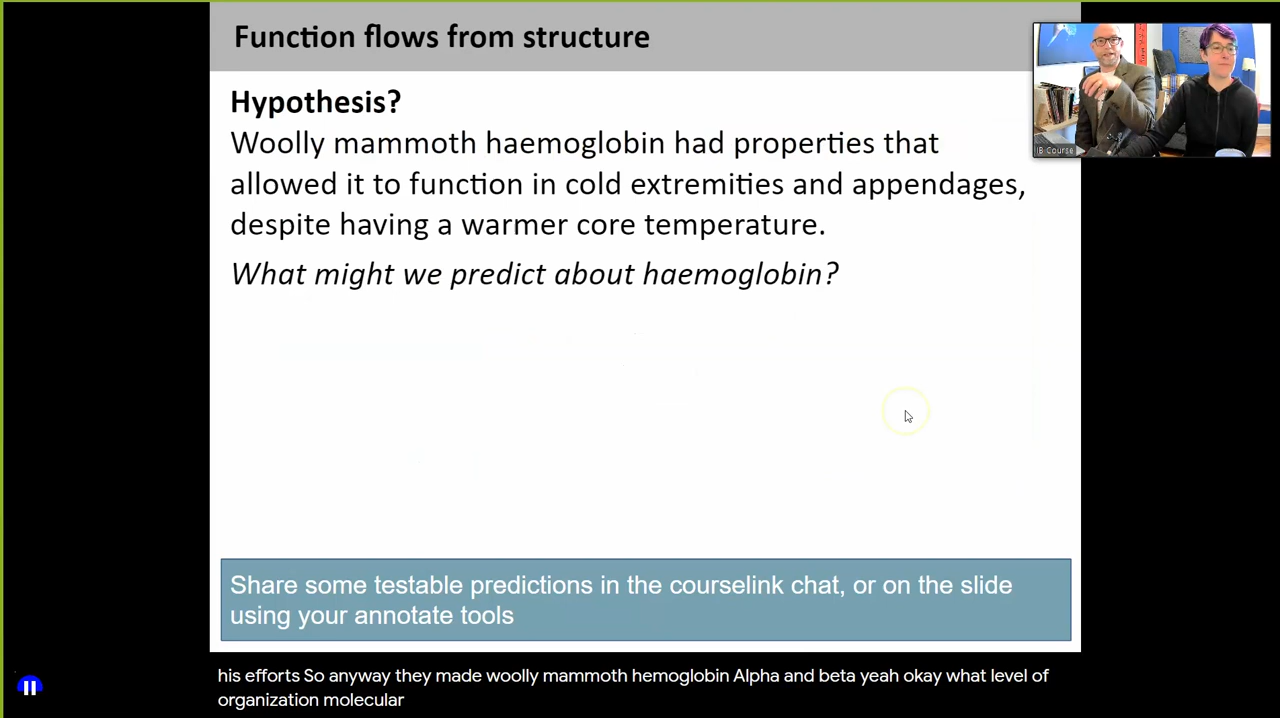 Function flows from structure
Hypothesis?
Woolly mammoth haemoglobin had properties that
allowed it to function in cold extremities and appendages,
despite having a warmer core temperature.
What might we predict about haemoglobin?
IB Course
Share some testable predictions in the courselink chat, or on the slide
using your annotate tools
his efforts So anyway they made woolly mammoth hemoglobin Alpha and beta yeah okay what level of
organization molecular